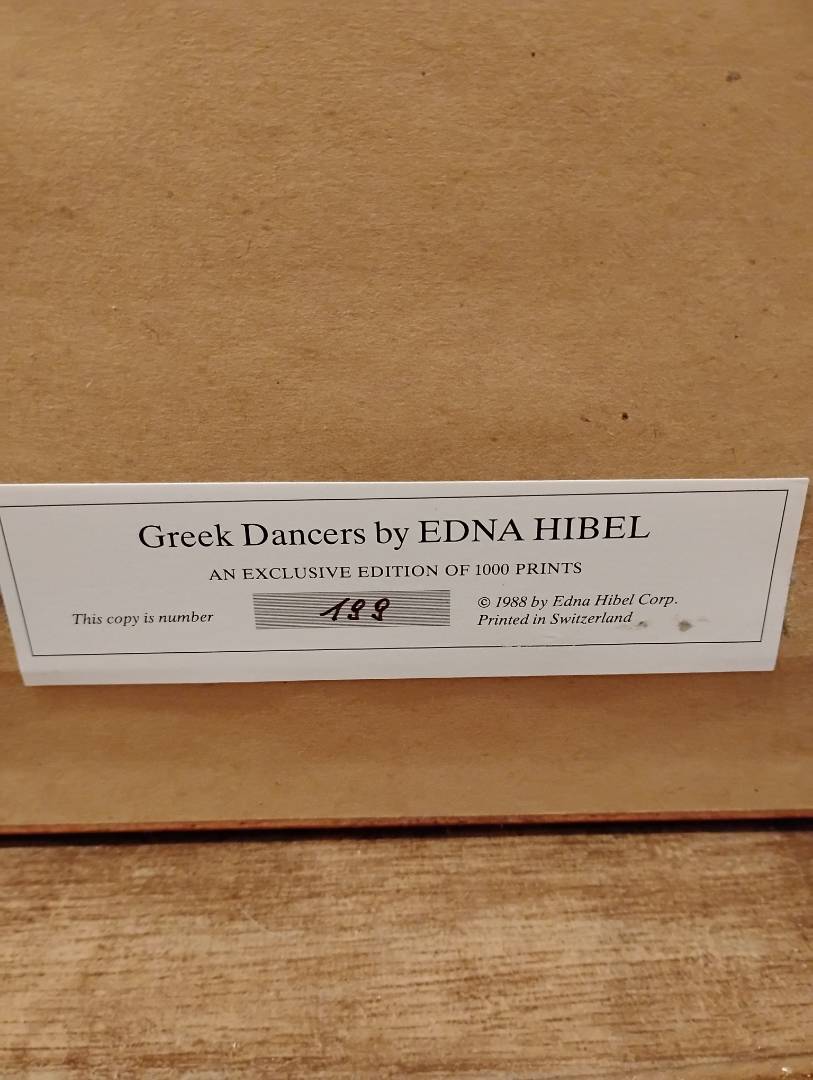 Greek Dancers by EDNA HIBEL
AN EXCLUSIVE EDITION OF 1000 PRINTS
This copy is number 199
© 1988 by Edna Hibel Corp.
Printed in Switzerland